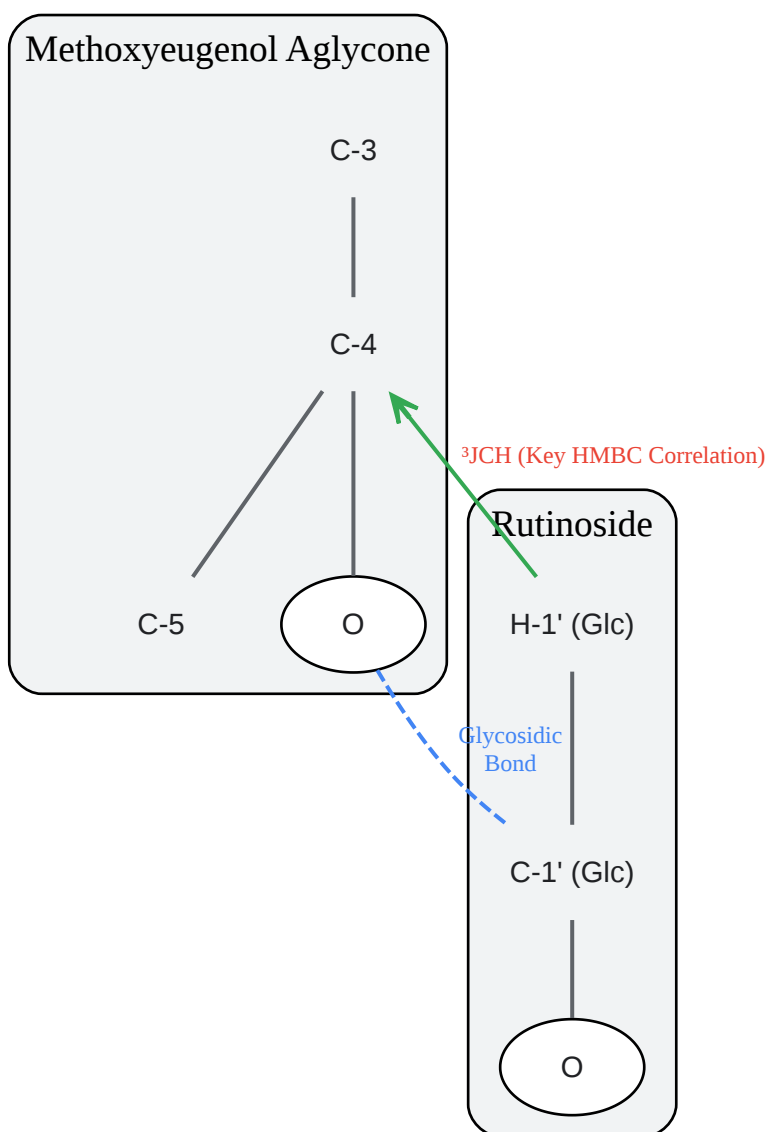 Methoxyeugenol Aglycone
C-3
C-4
³JCH (Key HMBC Correlation)
Rutinoside
C-5
O
H-1' (Glc)
Glycosidic
Bond
C-1' (Glc)
O